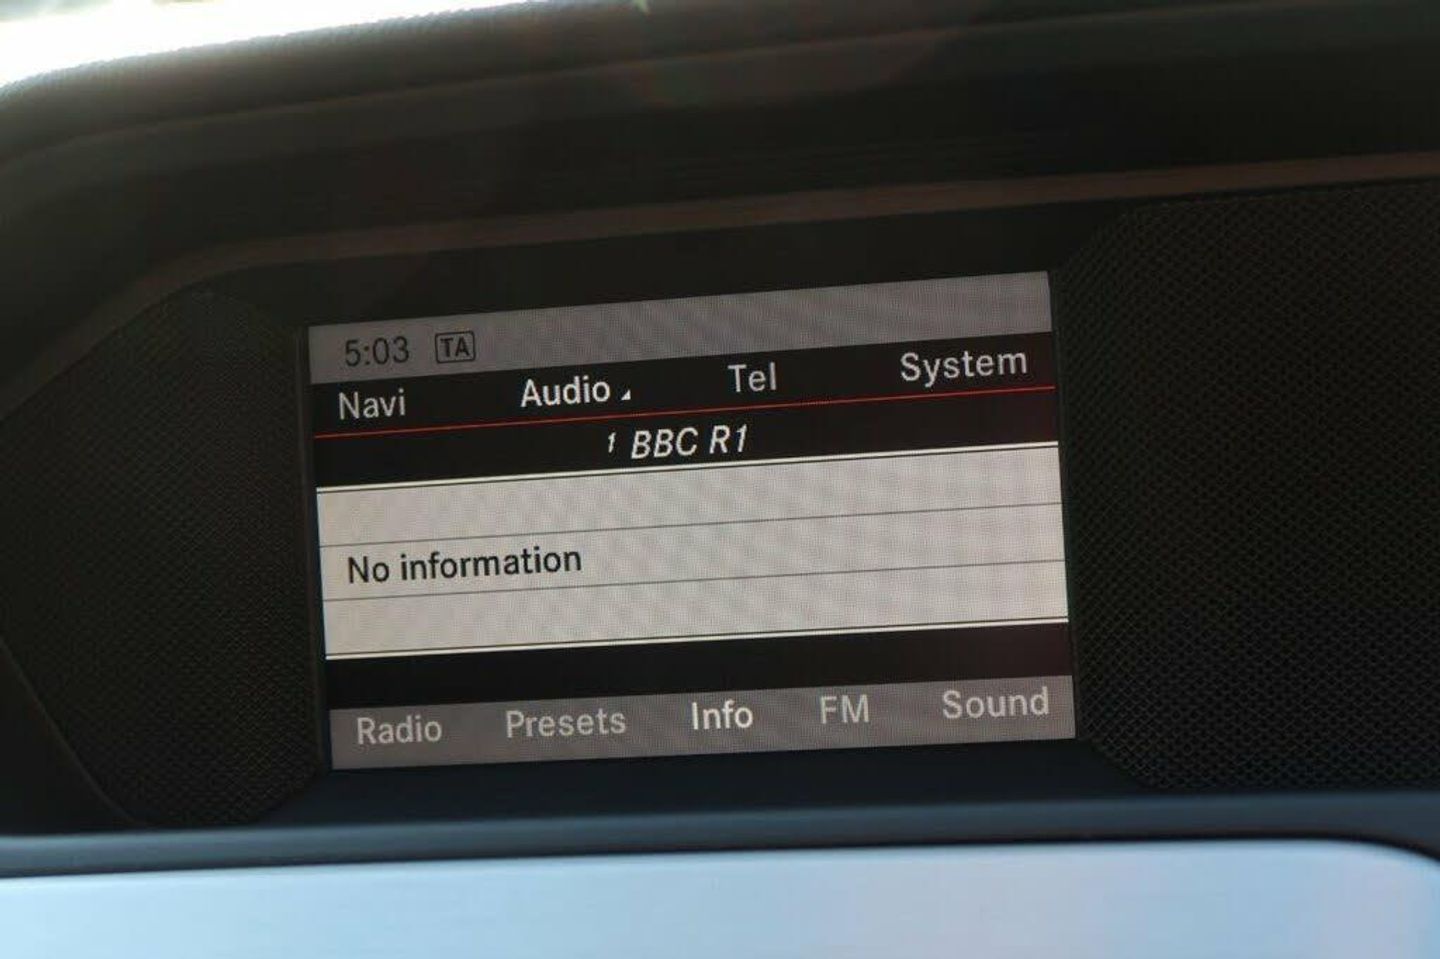 5:03 TA
Navi Audio Tel System
1 BBC R1
No information
Radio Presets Info FM Sound